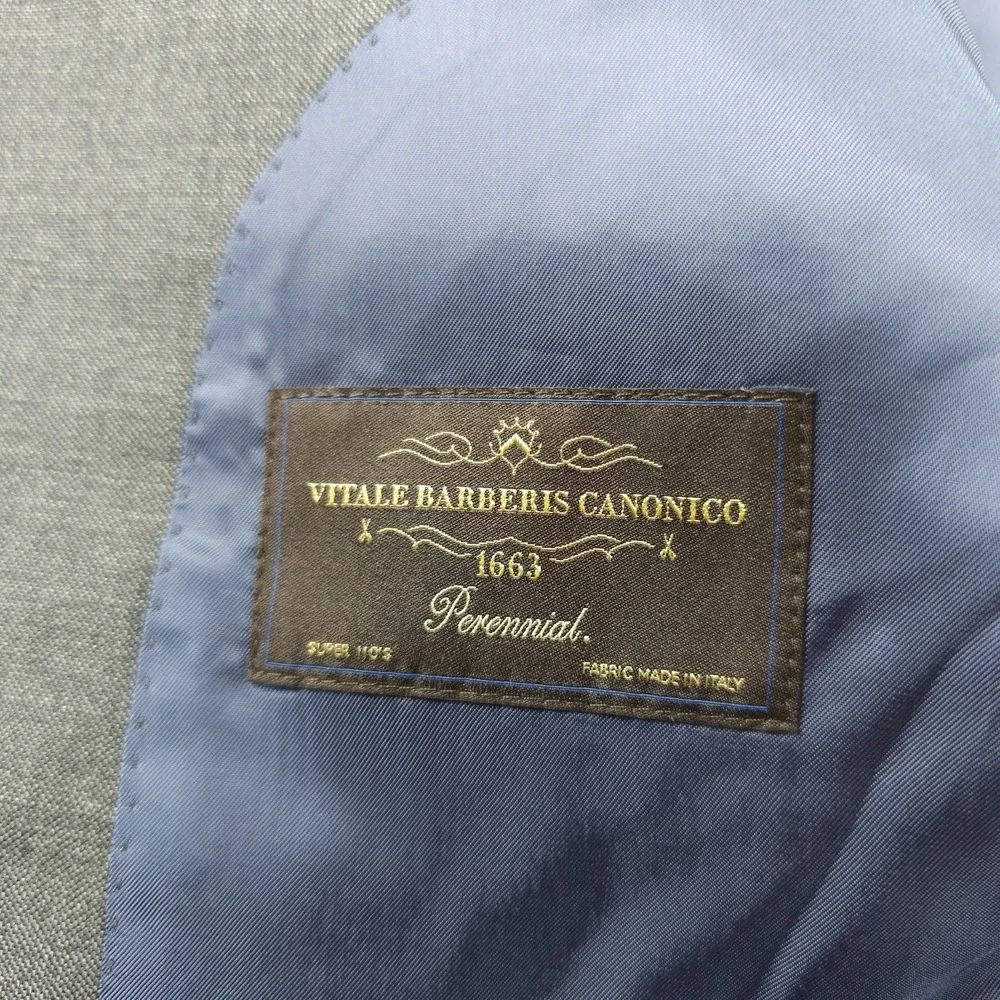 VITALE BARBERIS CANONICO
1663
Perennial.
SUPER 110'S
FABRIC MADE IN ITALY